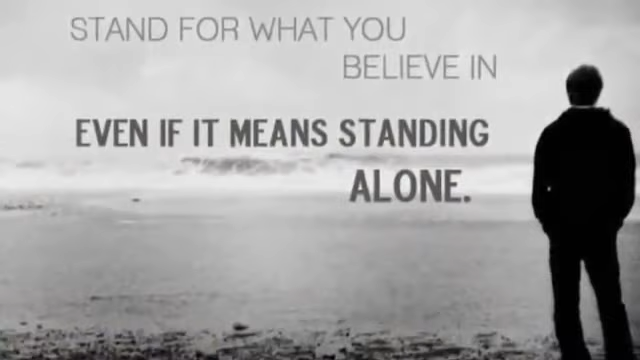 STAND FOR WHAT YOU
BELIEVE IN
EVEN IF IT MEANS STANDING
ALONE.